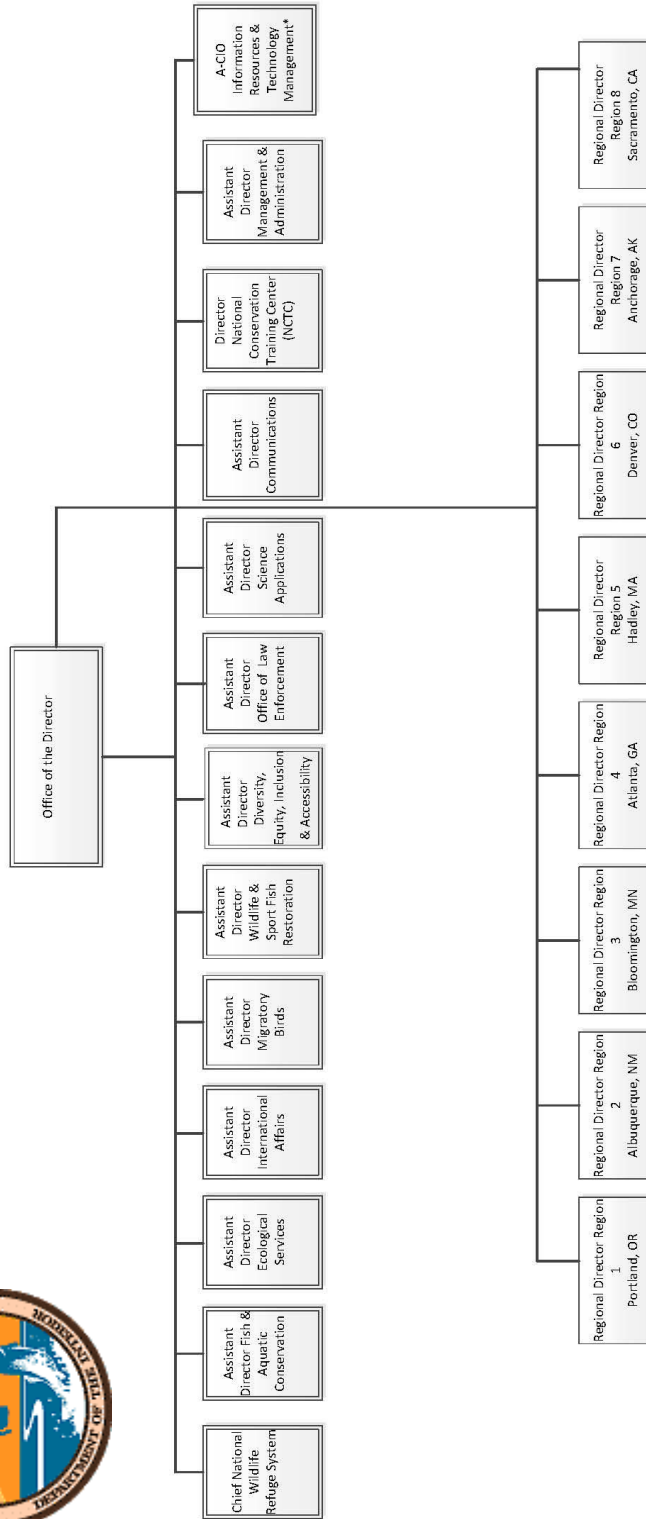 DEPARTMENT OF THE INTERIOR
Office of the Director
Chief National
Wildlife
Refuge System
Assistant
Director Fish &
Aquatic
Conservation
Assistant
Director
Ecological
Services
Assistant
Director
International
Affairs
Assistant
Director
Migratory
Birds
Assistant
Director
Wildlife &
Sport Fish
Restoration
Assistant
Director
Diversity,
Equity, Inclusion
& Accessibility
Assistant
Director
Office of Law
Enforcement
Assistant
Director
Science
Applications
Assistant
Director
Communications
Director
National
Conservation
Training Center
(NCTC)
Assistant
Director
Management &
Administration
A-CIO
Information
Resources &
Technology
Management*
Regional Director Region
1
Portland, OR
Regional Director Region
2
Albuquerque, NM
Regional Director Region
3
Bloomington, MN
Regional Director Region
4
Atlanta, GA
Regional Director
Region 5
Hadley, MA
Regional Director Region
6
Denver, CO
Regional Director
Region 7
Anchorage, AK
Regional Director
Region 8
Sacramento, CA